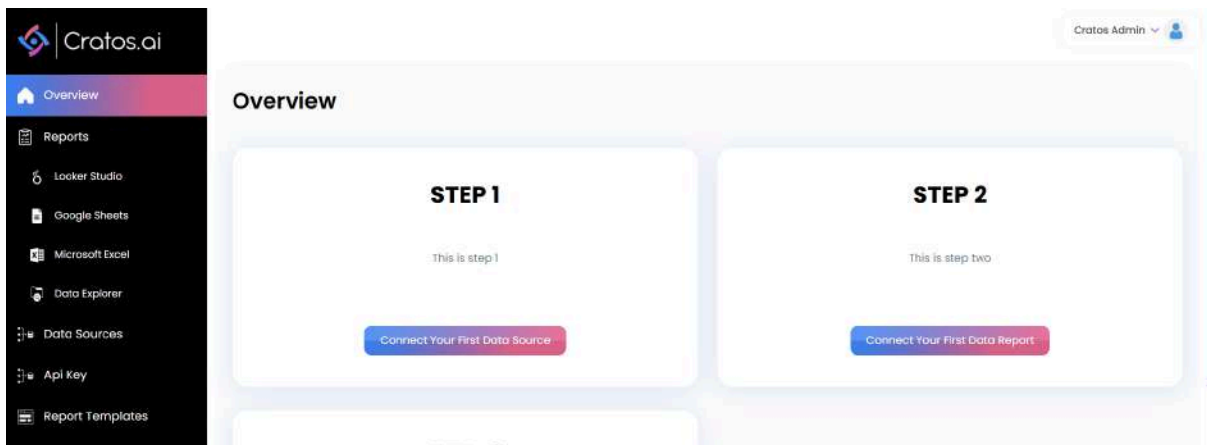 Cratos.ai
Cratos Admin
Overview
Overview
Reports
Looker Studio
Google Sheets
Microsoft Excel
Data Explorer
Data Sources
Api Key
Report Templates
STEP 1
This is step 1
Connect Your First Data Source
STEP 2
This is step two
Connect Your First Data Report